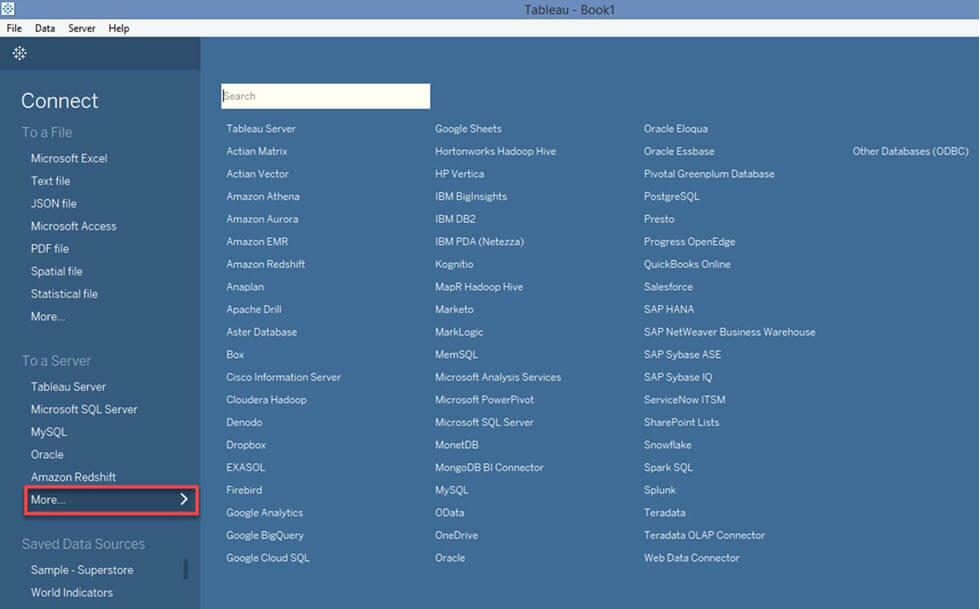 Tableau - Book1
File Data Server Help
Connect
To a File
Microsoft Excel
Text file
JSON file
Microsoft Access
PDF file
Spatial file
Statistical file
More...
To a Server
Tableau Server
Microsoft SQL Server
MySQL
Oracle
Amazon Redshift
More...
Saved Data Sources
Sample - Superstore
World Indicators
Search
Tableau Server
Actian Matrix
Actian Vector
Amazon Athena
Amazon Aurora
Amazon EMR
Amazon Redshift
Anaplan
Apache Drill
Aster Database
Box
Cisco Information Server
Cloudera Hadoop
Denodo
Dropbox
EXASOL
Firebird
Google Analytics
Google BigQuery
Google Cloud SQL
Google Sheets
Hortonworks Hadoop Hive
HP Vertica
IBM BigInsights
IBM DB2
IBM PDA (Netezza)
Kognitio
MapR Hadoop Hive
Marketo
MarkLogic
MemSQL
Microsoft Analysis Services
Microsoft PowerPivot
Microsoft SQL Server
MonetDB
MongoDB BI Connector
MySQL
OData
OneDrive
Oracle
Oracle Eloqua
Oracle Essbase
Pivotal Greenplum Database
PostgreSQL
Presto
Progress OpenEdge
QuickBooks Online
Salesforce
SAP HANA
SAP NetWeaver Business Warehouse
SAP Sybase ASE
SAP Sybase IQ
ServiceNow ITSM
SharePoint Lists
Snowflake
Spark SQL
Splunk
Teradata
Teradata OLAP Connector
Web Data Connector
Other Databases (ODBC)